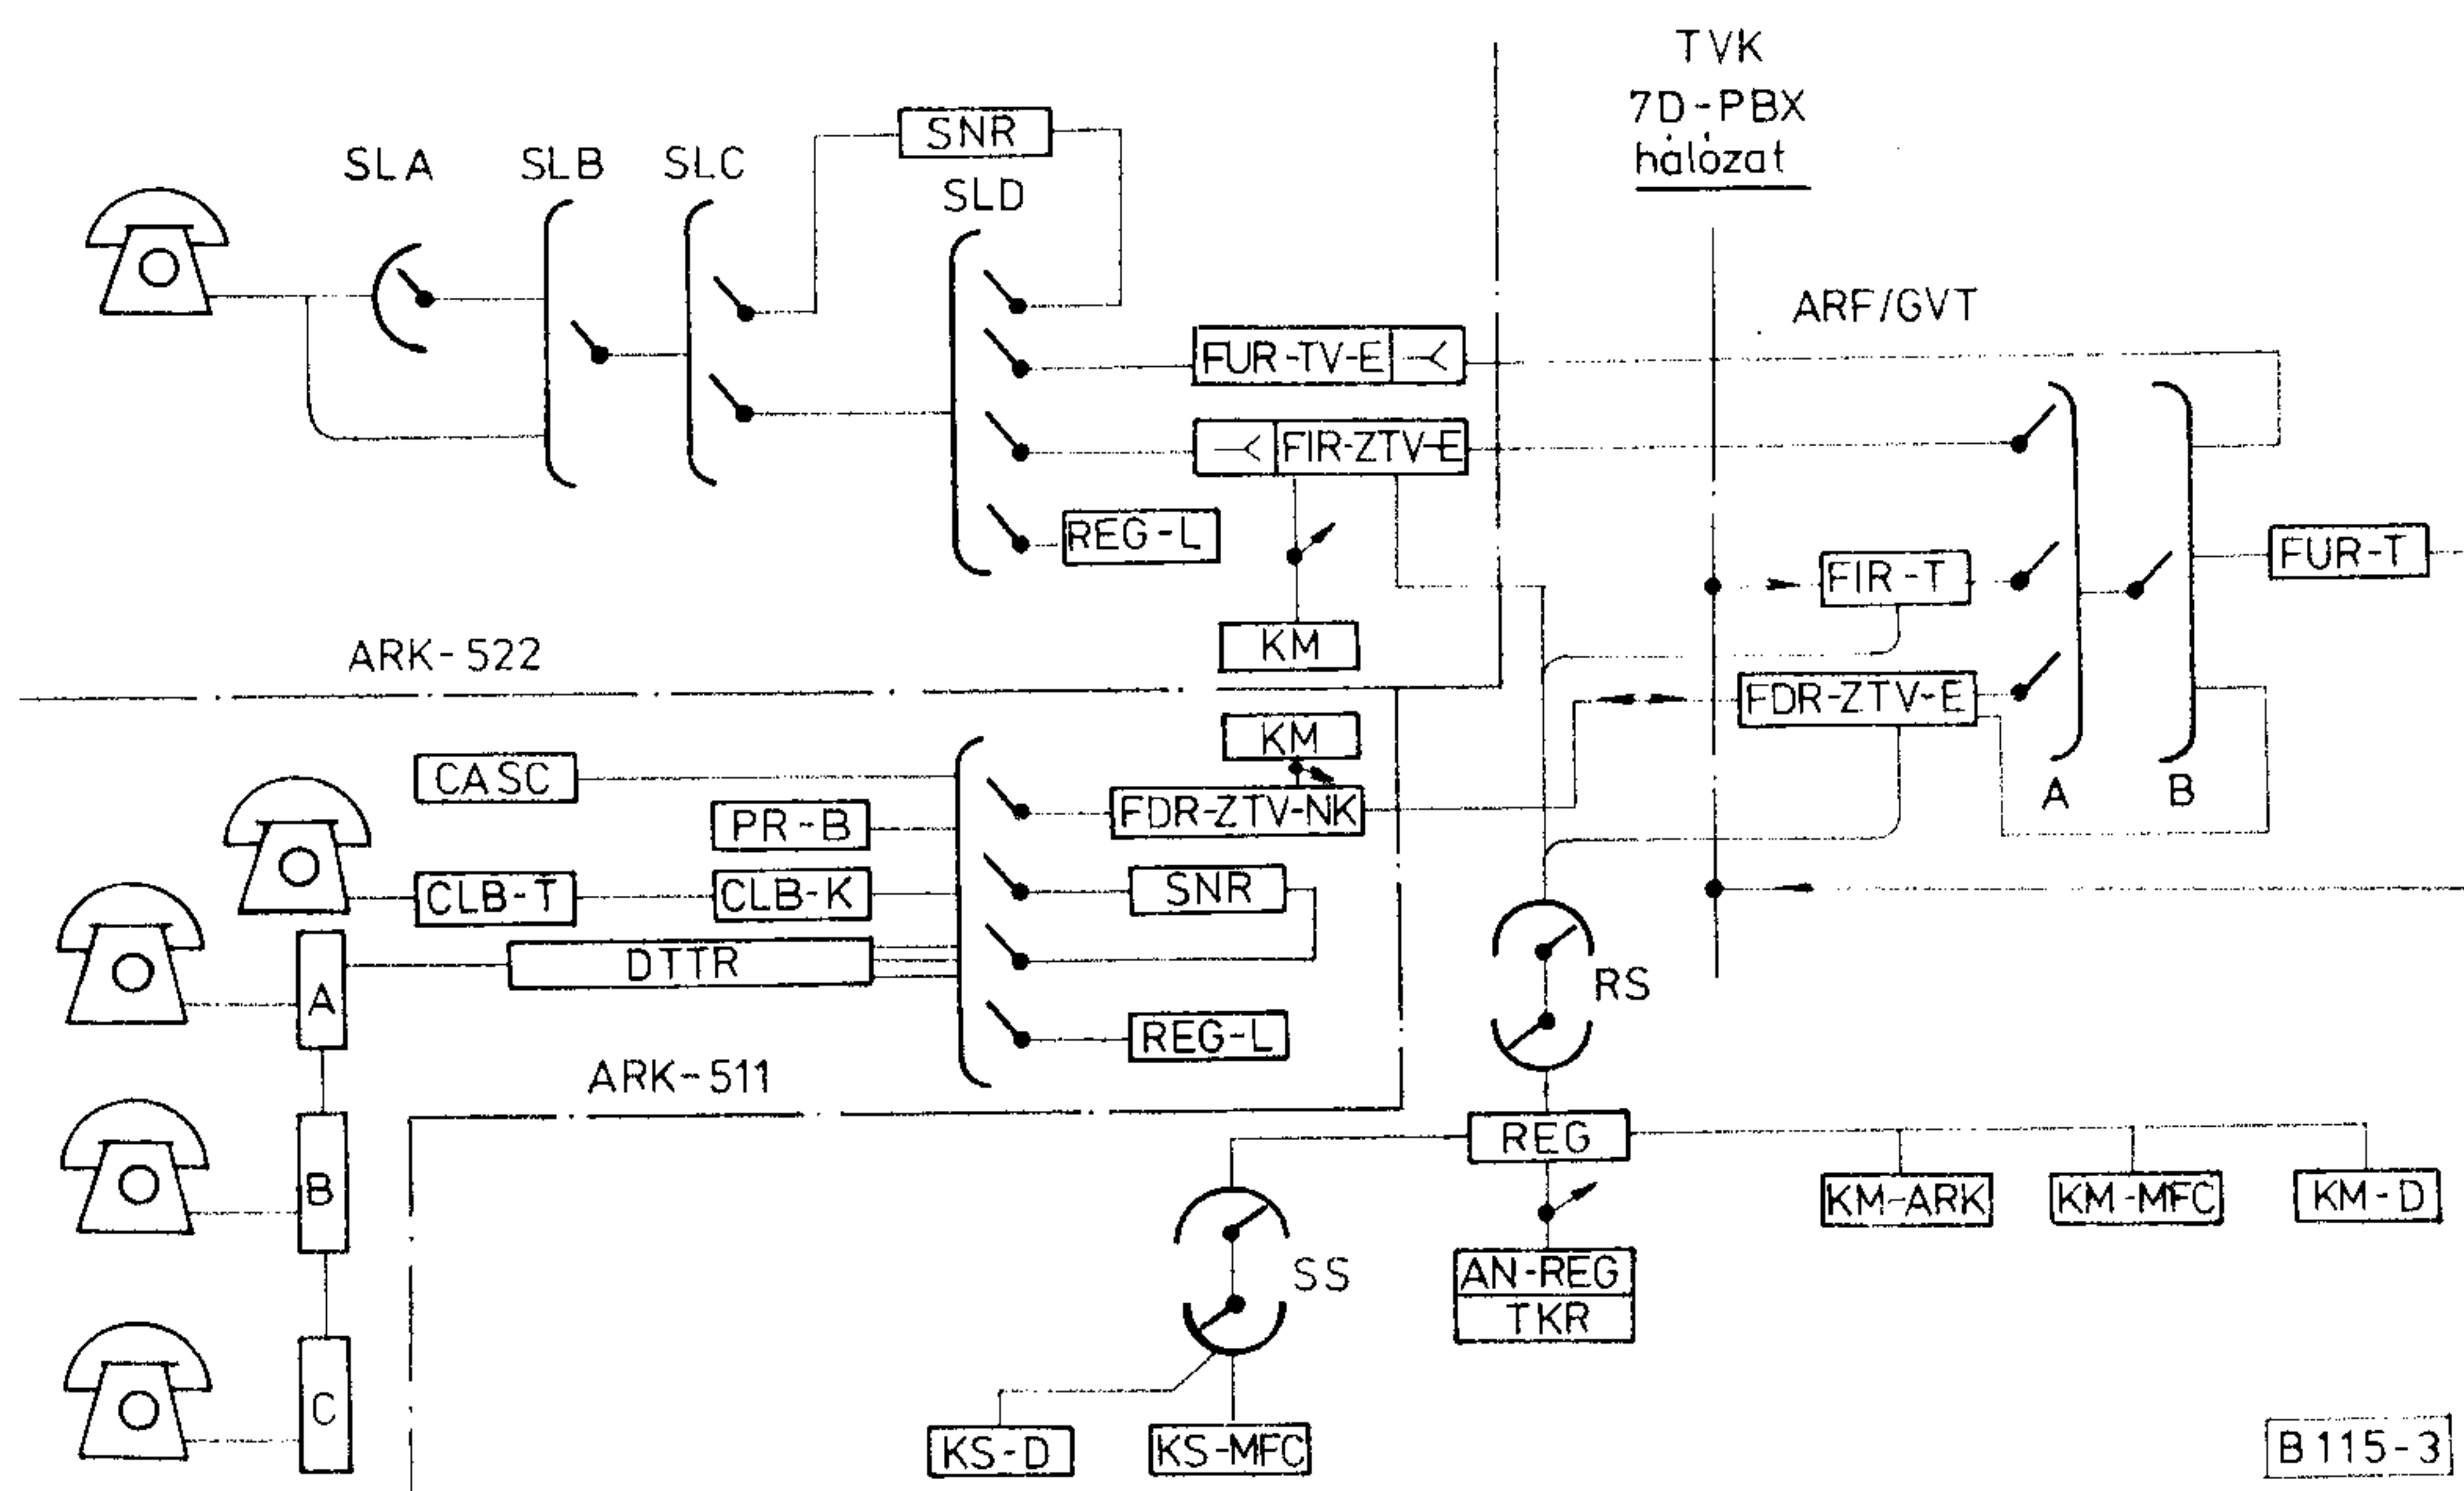 TVK
7D-PBX
hálózat
SNR
SLA
SLB
SLC
SLD
ARF/GVT
FUR-TV-E
FIR-ZTV-E
REG-L
FUR-T
FIR-T
KM
ARK-522
FDR-ZTV-E
KM
CASC
FDR-ZTV-NK
A
B
PR-B
CLB-T
CLB-K
SNR
DTTR
A
RS
REG-L
ARK-511
REG
B
KM-ARK
KM-MFC
KM-D
SS
AN-REG
TKR
C
KS-D
KS-MFC
B115-3